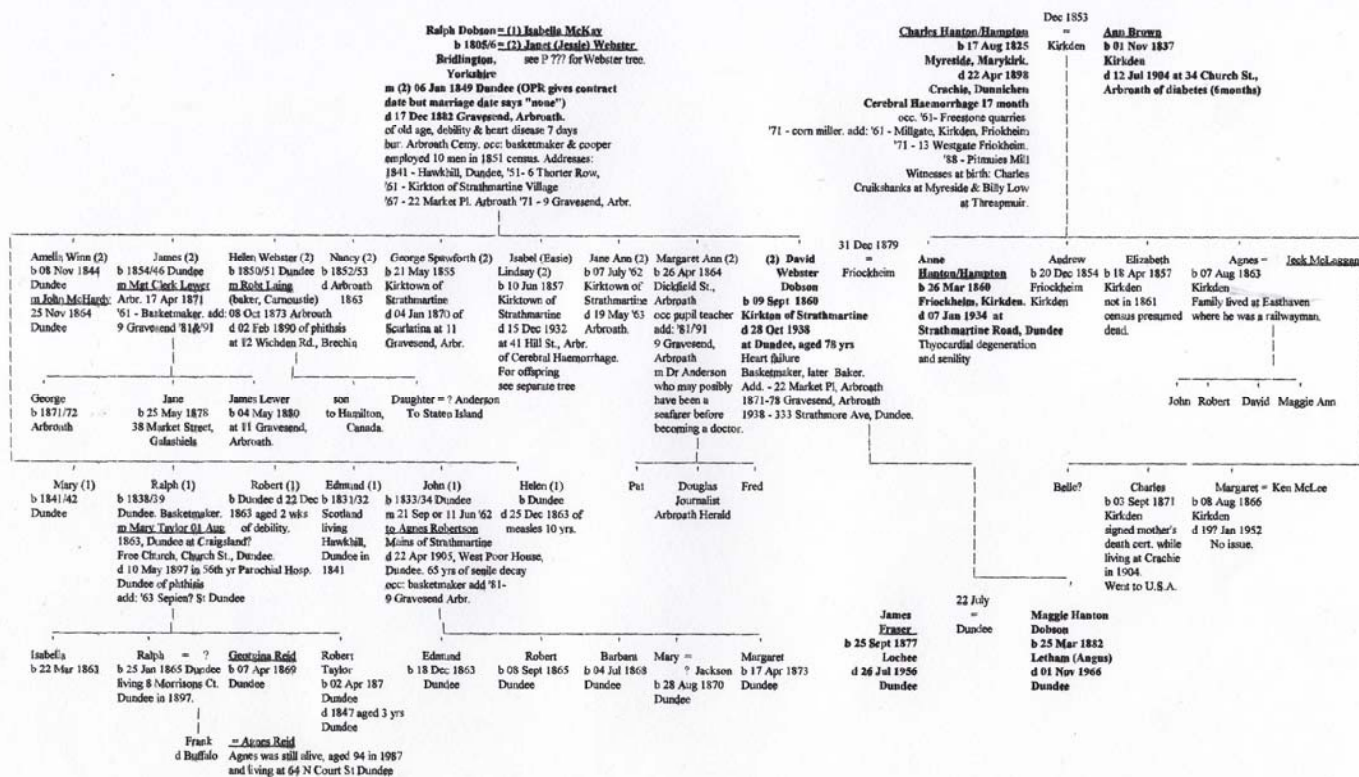 Ralph Dobson = (1) Isabella McKay
b 1805/6 = (2) Janet (Jessie) Webster
Bridlington, see P ??? for Webster tree.
Yorkshire
m (2) 06 Jan 1849 Dundee (OPR gives contract
date but marriage date says "none")
d 17 Dec 1882 Gravesend, Arbroath.
of old age, debility & heart disease 7 days
bur. Arbroath Cemy. occ: basketmaker & cooper
employed 10 men in 1851 census. Addresses:
1841 - Hawkhill, Dundee, '51- 6 Thorter Row,
'61 - Kirkton of Strathmartine Village
'67 - 22 Market Pl. Arbroath '71 - 9 Gravesend, Arbr.
Dec 1853
=
Kirkden
Charles Hanton/Hampton
b 17 Aug 1825
Myreside, Marykirk.
d 22 Apr 1898
Crachie, Dunnichen
Cerebral Haemorrhage 17 month
occ. '61- Freestone quarries
'71 - corn miller. add: '61 - Millgate, Kirkden, Friokheim
'71 - 13 Westgate Friokheim.
'88 - Pitmuies Mill
Witnesses at birth: Charles
Cruikshanks at Myreside & Billy Low
at Threapmuir.
Ann Brown
b 01 Nov 1837
Kirkden
d 12 Jul 1904 at 34 Church St.,
Arbroath of diabetes (6months)
Amelia Winn (2)
b 08 Nov 1844
Dundee
m John McHardy
25 Nov 1864
Dundee
James (2)
b 1854/46 Dundee
m Mgt Clerk Lewer
Arbr. 17 Apr 1871
'61 - Basketmaker. add:
9 Gravesend '81&'91
Helen Webster (2)
b 1850/51 Dundee
m Robt Laing
(baker, Carnoustie)
08 Oct 1873 Arbroath
d 02 Feb 1890 of phthisis
at 12 Wichden Rd., Brechin
Nancy (2)
b 1852/53
d Arbroath
1863
George Spawforth (2)
b 21 May 1855
Kirktown of
Strathmartine
d 04 Jan 1870 of
Scarlatina at 11
Gravesend, Arbr.
Isabel (Easie)
Lindsay (2)
b 10 Jun 1857
Kirktown of
Strathmartine
d 15 Dec 1932
at 41 Hill St., Arbr.
of Cerebral Haemorrhage.
For offspring
see separate tree
Jane Ann (2)
b 07 July '62
Kirktown of
Strathmartine
d 19 May '63
Arbroath.
Margaret Ann (2)
b 26 Apr 1864
Dickfield St.,
Arbroath
occ pupil teacher
add: '81/91
9 Gravesend,
Arbroath
m Dr Anderson
who may posibly
have been a
seafarer before
becoming a doctor.
(2) David
Webster
Dobson
b 09 Sept 1860
Kirkton of Strathmartine
d 28 Oct 1938
at Dundee, aged 78 yrs
Heart failure
Basketmaker, later Baker.
Add. - 22 Market Pl, Arbroath
1871-78 Gravesend, Arbroath
1938 - 333 Strathmore Ave, Dundee.
31 Dec 1879
=
Friockheim
Anne
Hanton/Hampton
b 26 Mar 1860
Friockheim, Kirkden.
d 07 Jun 1934 at
Strathmartine Road, Dundee
Thyocardial degeneration
and senility
Andrew
b 20 Dec 1854
Friockheim
Kirkden
Elizabeth
b 18 Apr 1857
Kirkden
not in 1861
census presumed
dead.
Agnes = Jock McLaggan
b 07 Aug 1863
Kirkden
Family lived at Easthaven
where he was a railwayman.
George
b 1871/72
Arbroath
Jane
b 25 May 1878
38 Market Street,
Galashiels
James Lewer
b 04 May 1880
at 11 Gravesend,
Arbroath.
son
to Hamilton,
Canada.
Daughter = ? Anderson
To Staten Island
John Robert David Maggie Ann
Mary (1)
b 1841/42
Dundee
Ralph (1)
b 1838/39
Dundee. Basketmaker.
m Mary Taylor 01 Aug
1863, Dundee at Craigsland?
Free Church, Church St., Dundee.
d 10 May 1897 in 56th yr Parochial Hosp.
Dundee of phthisis
add: '63 Sepien? St Dundee
Robert (1)
b Dundee d 22 Dec
1863 aged 2 wks
of debility.
Edmund (1)
b 1831/32
Scotland
living
Hawkhill,
Dundee in
1841
John (1)
b 1833/34 Dundee
m 21 Sep or 11 Jun '62
to Agnes Robertson
Mains of Strathmartine
d 22 Apr 1905, West Poor House,
Dundee. 65 yrs of senile decay
occ: basketmaker add '81-
9 Gravesend Arbr.
Helen (1)
b Dundee
d 25 Dec 1863 of
measles 10 yrs.
Pat
Douglas
Journalist
Arbroath Herald
Fred
Belle?
Charles
b 03 Sept 1871
Kirkden
signed mother's
death cert. while
living at Crachie
in 1904.
Went to U.S.A.
Margaret = Ken McLee
b 08 Aug 1866
Kirkden
d 19? Jan 1952
No issue.
James
Fraser
b 25 Sept 1877
Lochee
d 26 Jul 1956
Dundee
22 July
=
Dundee
Maggie Hanton
Dobson
b 25 Mar 1882
Letham (Angus)
d 01 Nov 1966
Dundee
Isabella
b 22 Mar 1863
Ralph = ?
b 25 Jan 1865 Dundee
living 8 Morrisons Ct.
Dundee in 1897.
Georgina Reid
b 07 Apr 1869
Dundee
Robert
Taylor
b 02 Apr 187
Dundee
d 1847 aged 3 yrs
Dundee
Edmund
b 18 Dec 1863
Dundee
Robert
b 08 Sept 1865
Dundee
Barbara
b 04 Jul 1868
Dundee
Mary =
? Jackson
b 28 Aug 1870
Dundee
Margaret
b 17 Apr 1873
Dundee
Frank = Agnes Reid
d Buffalo
Agnes was still alive, aged 94 in 1987
and living at 64 N Court St Dundee